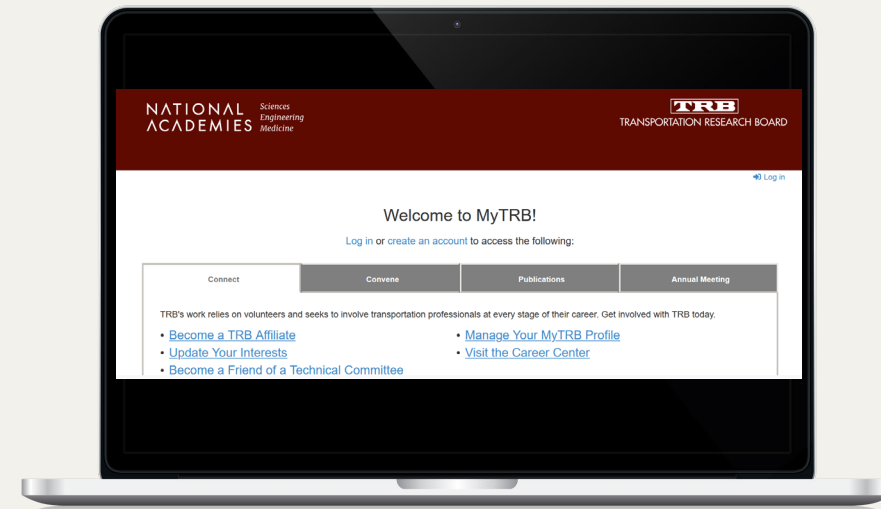 NATIONAL
ACADEMIES
Sciences
Engineering
Medicine
TRB
TRANSPORTATION RESEARCH BOARD
Log in
Welcome to MyTRB!
Log in or create an account to access the following:
Connect Convene Publications Annual Meeting
TRB's work relies on volunteers and seeks to involve transportation professionals at every stage of their career. Get involved with TRB today.
• Become a TRB Affiliate
• Update Your Interests
• Become a Friend of a Technical Committee
• Manage Your MyTRB Profile
• Visit the Career Center